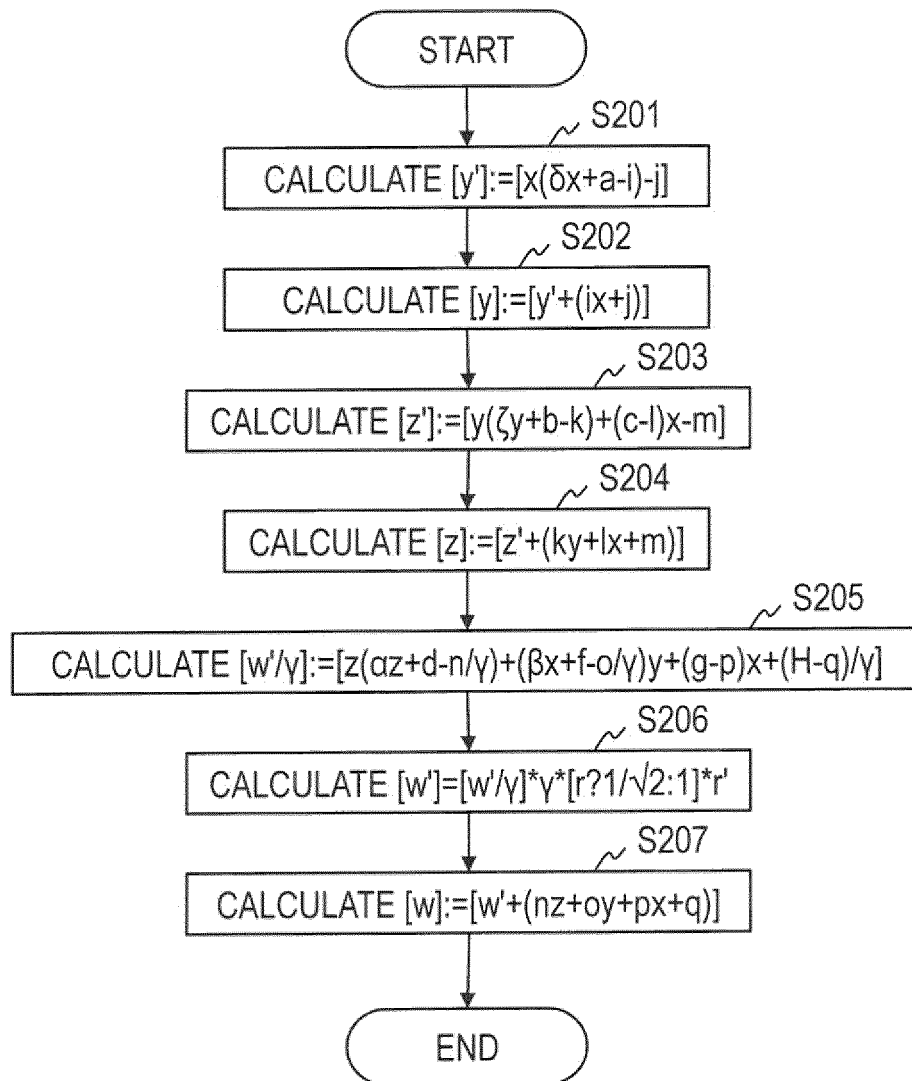 START
S201
CALCULATE [y']:=[x(δx+a-i)-j]
S202
CALCULATE [y]:=[y'+(ix+j)]
S203
CALCULATE [z']:=[y(ζy+b-k)+(c-l)x-m]
S204
CALCULATE [z]:=[z'+(ky+lx+m)]
S205
CALCULATE [w'/γ]:=[z(αz+d-n/γ)+(βx+f-o/γ)y+(g-p)x+(H-q)/γ]
S206
CALCULATE [w']=[w'/γ]*γ*[r?1/√2:1]*r'
S207
CALCULATE [w]:=[w'+(nz+oy+px+q)]
END